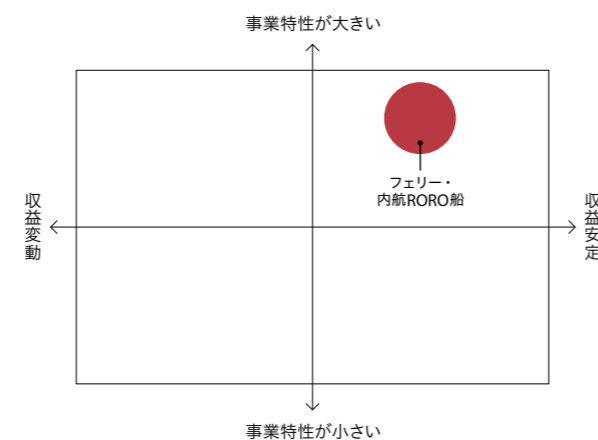 事業特性が大きい
フェリー・
内航RORO船
収益変動
収益安定
事業特性が小さい